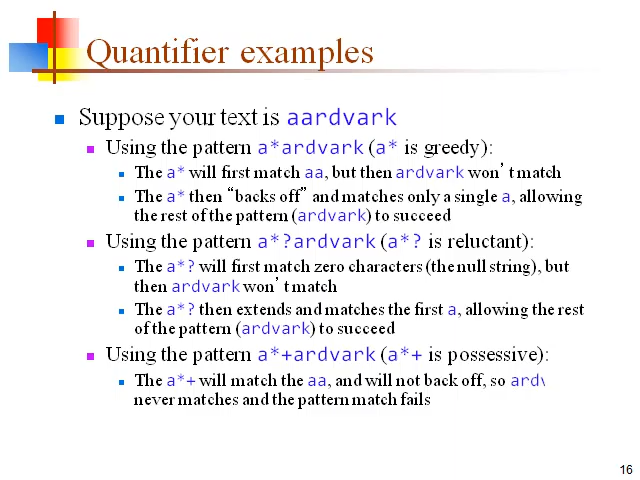 Quantifier examples
Suppose your text is aardvark
Using the pattern a*ardvark (a* is greedy):
The a* will first match aa, but then ardvark won’t match
The a* then “backs off” and matches only a single a, allowing
the rest of the pattern (ardvark) to succeed
Using the pattern a*?ardvark (a*? is reluctant):
The a*? will first match zero characters (the null string), but
then ardvark won’t match
The a*? then extends and matches the first a, allowing the rest
of the pattern (ardvark) to succeed
Using the pattern a*+ardvark (a*+ is possessive):
The a*+ will match the aa, and will not back off, so
never matches and the pattern match fails
16